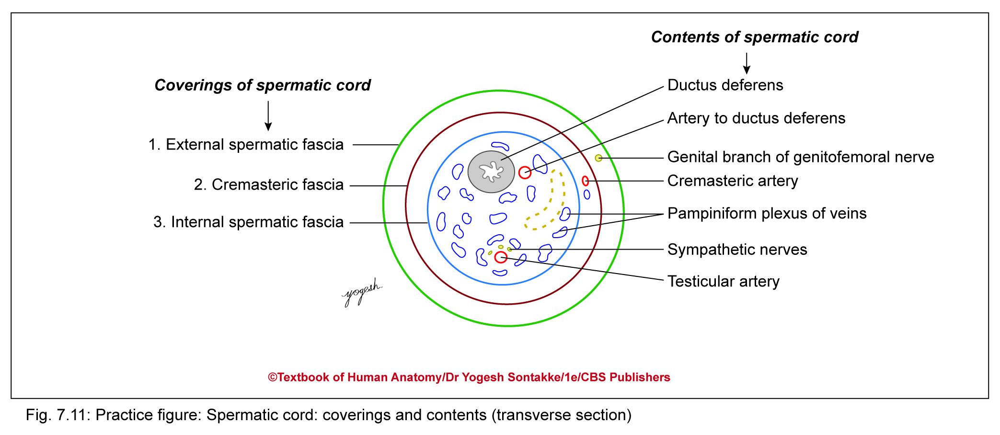 Contents of spermatic cord
Coverings of spermatic cord
1. External spermatic fascia
2. Cremasteric fascia
3. Internal spermatic fascia
Ductus deferens
Artery to ductus deferens
Genital branch of genitofemoral nerve
Cremasteric artery
Pampiniform plexus of veins
Sympathetic nerves
Testicular artery
yogesh
©Textbook of Human Anatomy/Dr Yogesh Sontakke/1e/CBS Publishers
Fig. 7.11: Practice figure: Spermatic cord: coverings and contents (transverse section)